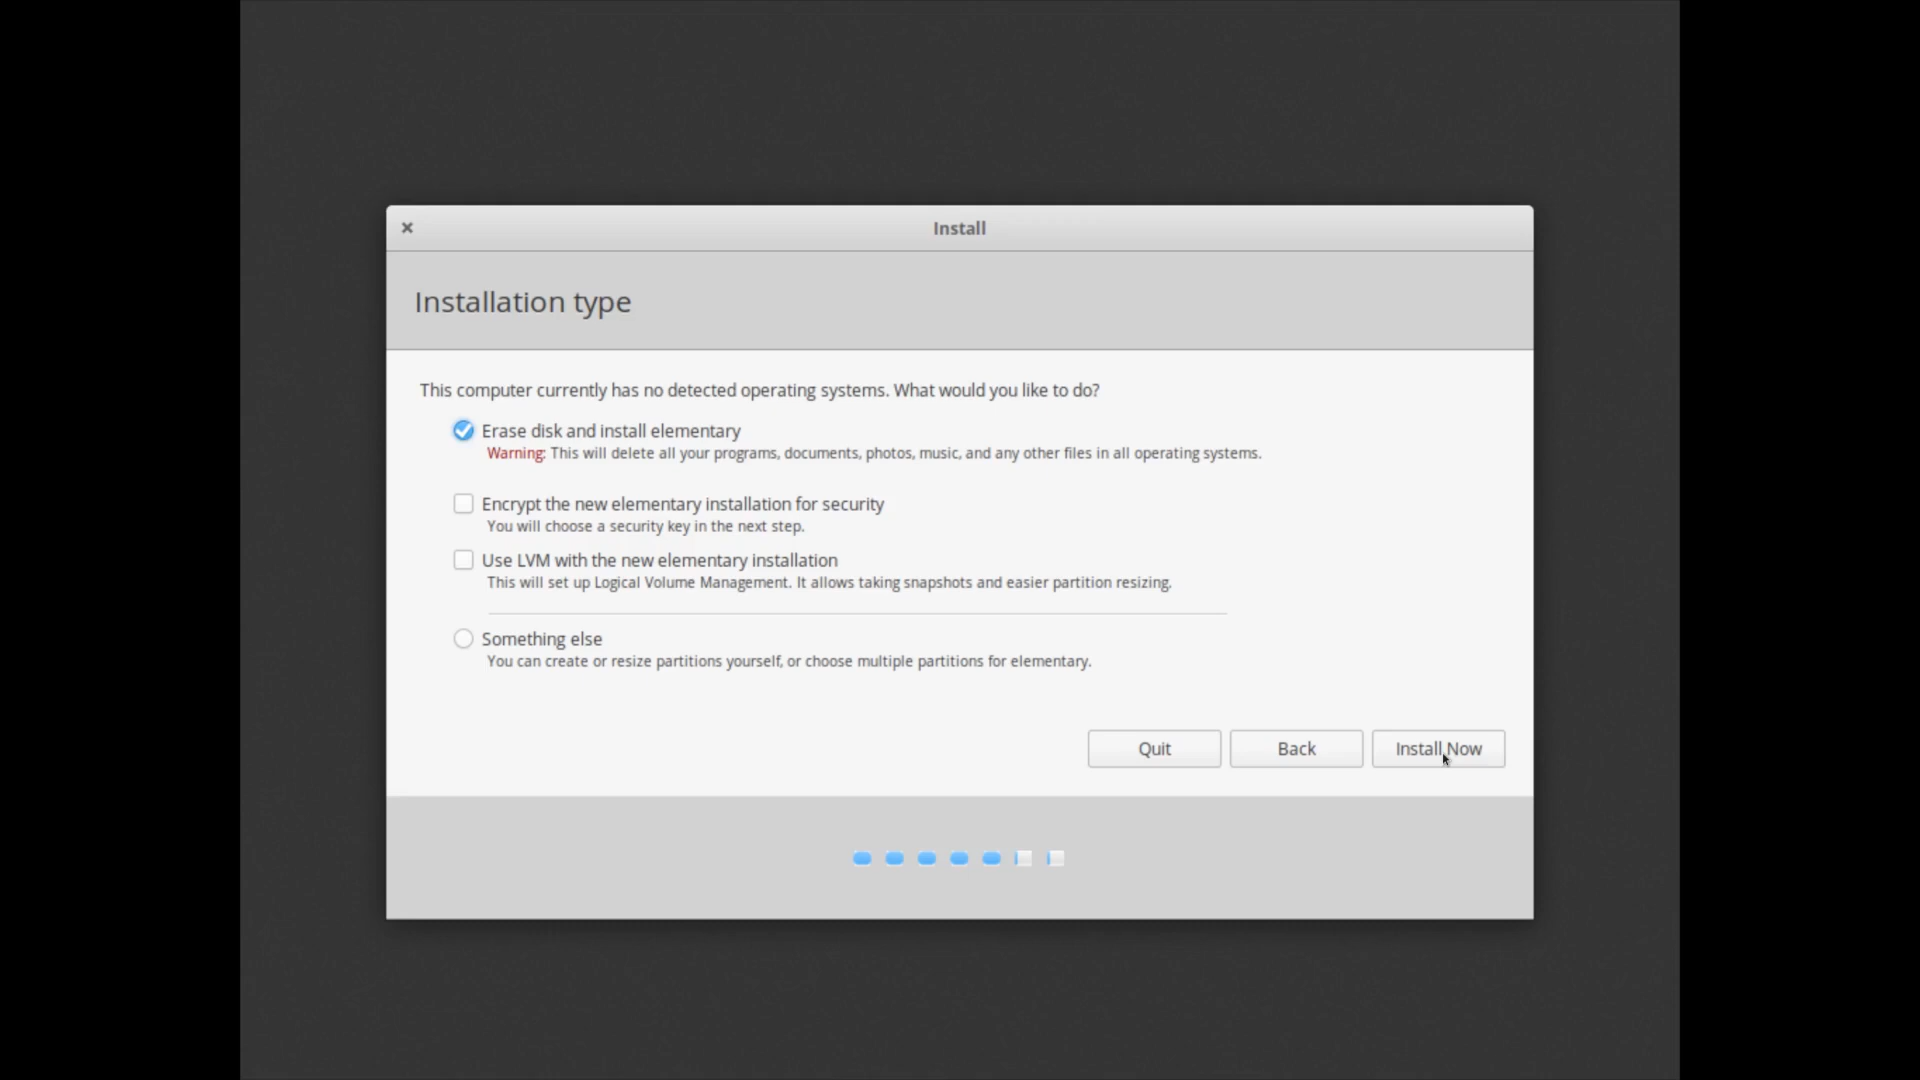 Install
Installation type
This computer currently has no detected operating systems. What would you like to do?
Erase disk and install elementary
Warning: This will delete all your programs, documents, photos, music, and any other files in all operating systems.
Encrypt the new elementary installation for security
You will choose a security key in the next step.
Use LVM with the new elementary installation
This will set up Logical Volume Management. It allows taking snapshots and easier partition resizing.
Something else
You can create or resize partitions yourself, or choose multiple partitions for elementary.
Quit Back Install Now